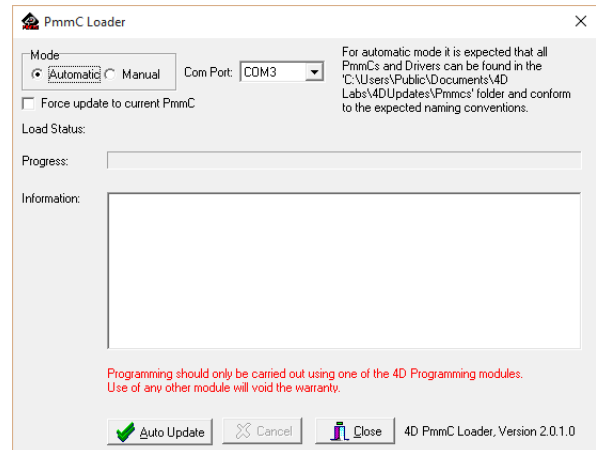 PmmC Loader
Mode
Automatic Manual
Com Port: COM3
For automatic mode it is expected that all
PmmCs and Drivers can be found in the
'C:\Users\Public\Documents\4D
Labs\4DUpdates\Pmmcs' folder and conform
to the expected naming conventions.
Force update to current PmmC
Load Status:
Progress:
Information:
Programming should only be carried out using one of the 4D Programming modules.
Use of any other module will void the warranty.
Auto Update Cancel Close 4D PmmC Loader, Version 2.0.1.0